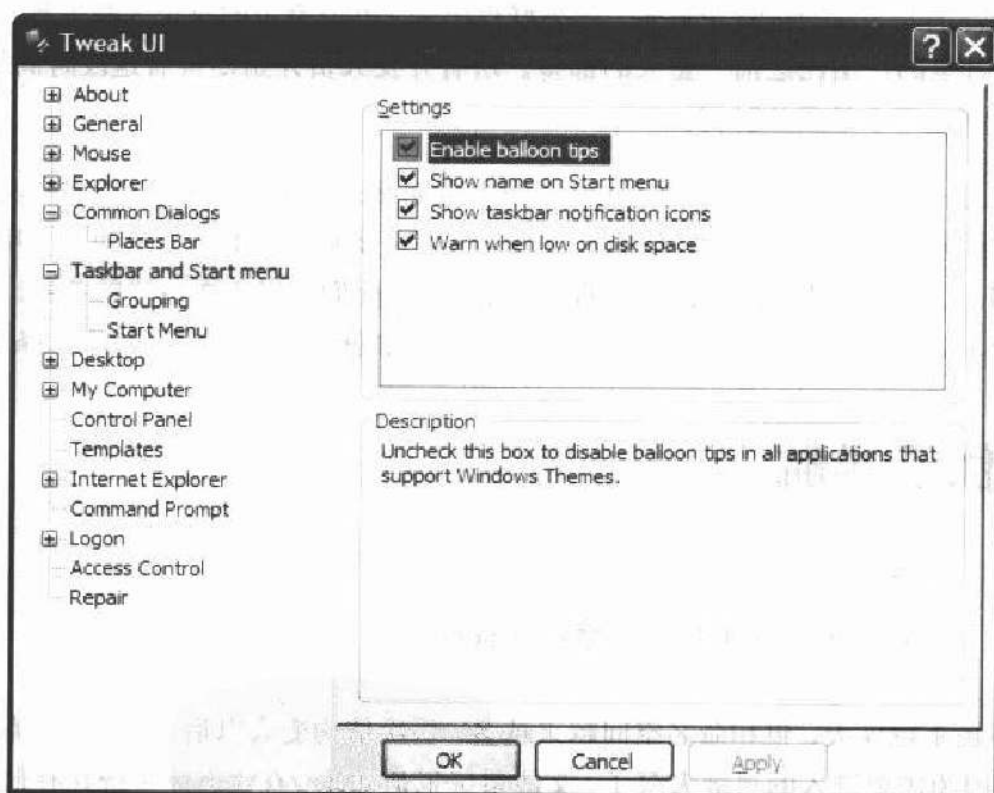 Tweak UI
About
General
Mouse
Explorer
Common Dialogs
Places Bar
Taskbar and Start menu
Grouping
Start Menu
Desktop
My Computer
Control Panel
Templates
Internet Explorer
Command Prompt
Logon
Access Control
Repair
Settings
Enable balloon tips
Show name on Start menu
Show taskbar notification icons
Warn when low on disk space
Description
Uncheck this box to disable balloon tips in all applications that
support Windows Themes.
OK
Cancel
Apply